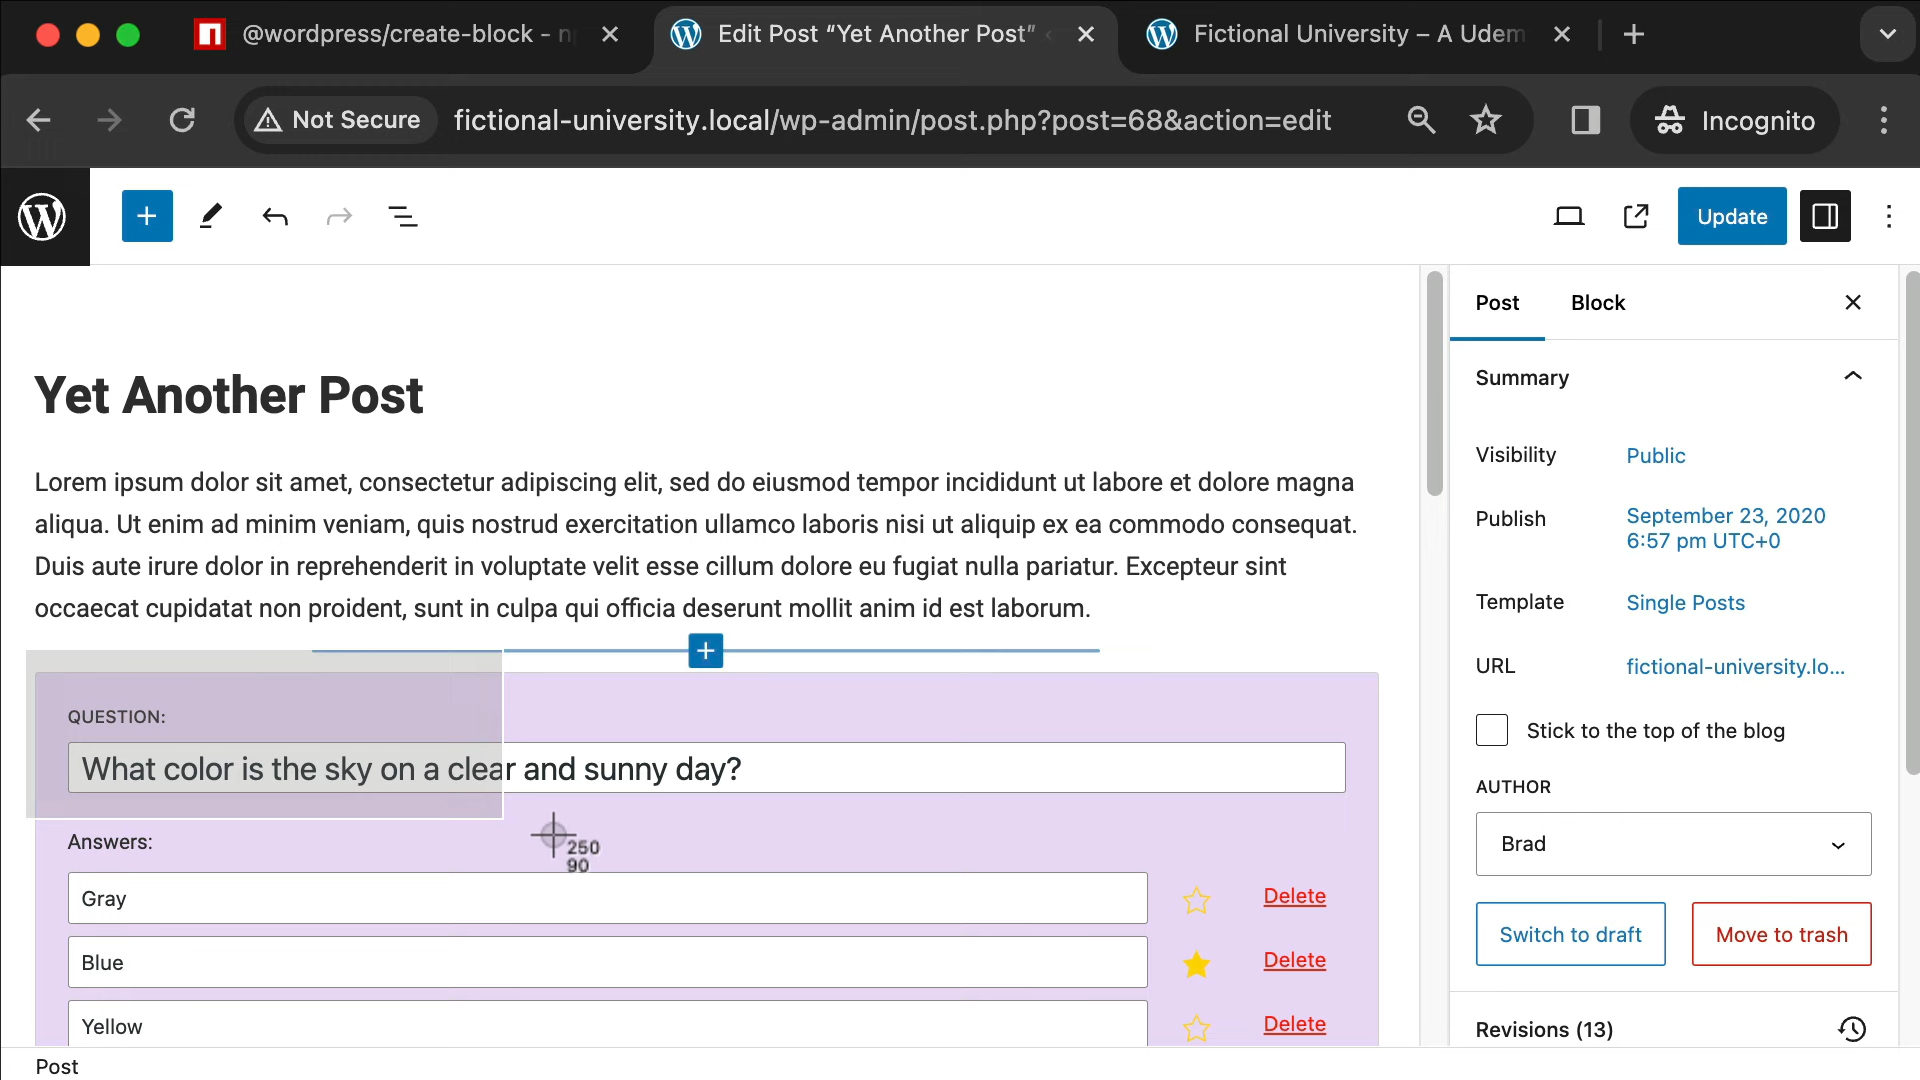 @wordpress/create-block - n
Edit Post “Yet Another Post”
Fictional University – A Udem
Not Secure
fictional-university.local/wp-admin/post.php?post=68&action=edit
Incognito
Update
Post
Block
Summary
Visibility
Public
Publish
September 23, 2020
6:57 pm UTC+0
Template
Single Posts
URL
fictional-university.lo...
Stick to the top of the blog
AUTHOR
Brad
Switch to draft
Move to trash
Revisions (13)
Yet Another Post
Lorem ipsum dolor sit amet, consectetur adipiscing elit, sed do eiusmod tempor incididunt ut labore et dolore magna
aliqua. Ut enim ad minim veniam, quis nostrud exercitation ullamco laboris nisi ut aliquip ex ea commodo consequat.
Duis aute irure dolor in reprehenderit in voluptate velit esse cillum dolore eu fugiat nulla pariatur. Excepteur sint
occaecat cupidatat non proident, sunt in culpa qui officia deserunt mollit anim id est laborum.
QUESTION:
What color is the sky on a clear and sunny day?
Answers:
250
90
Gray
Delete
Blue
Delete
Yellow
Delete
Post